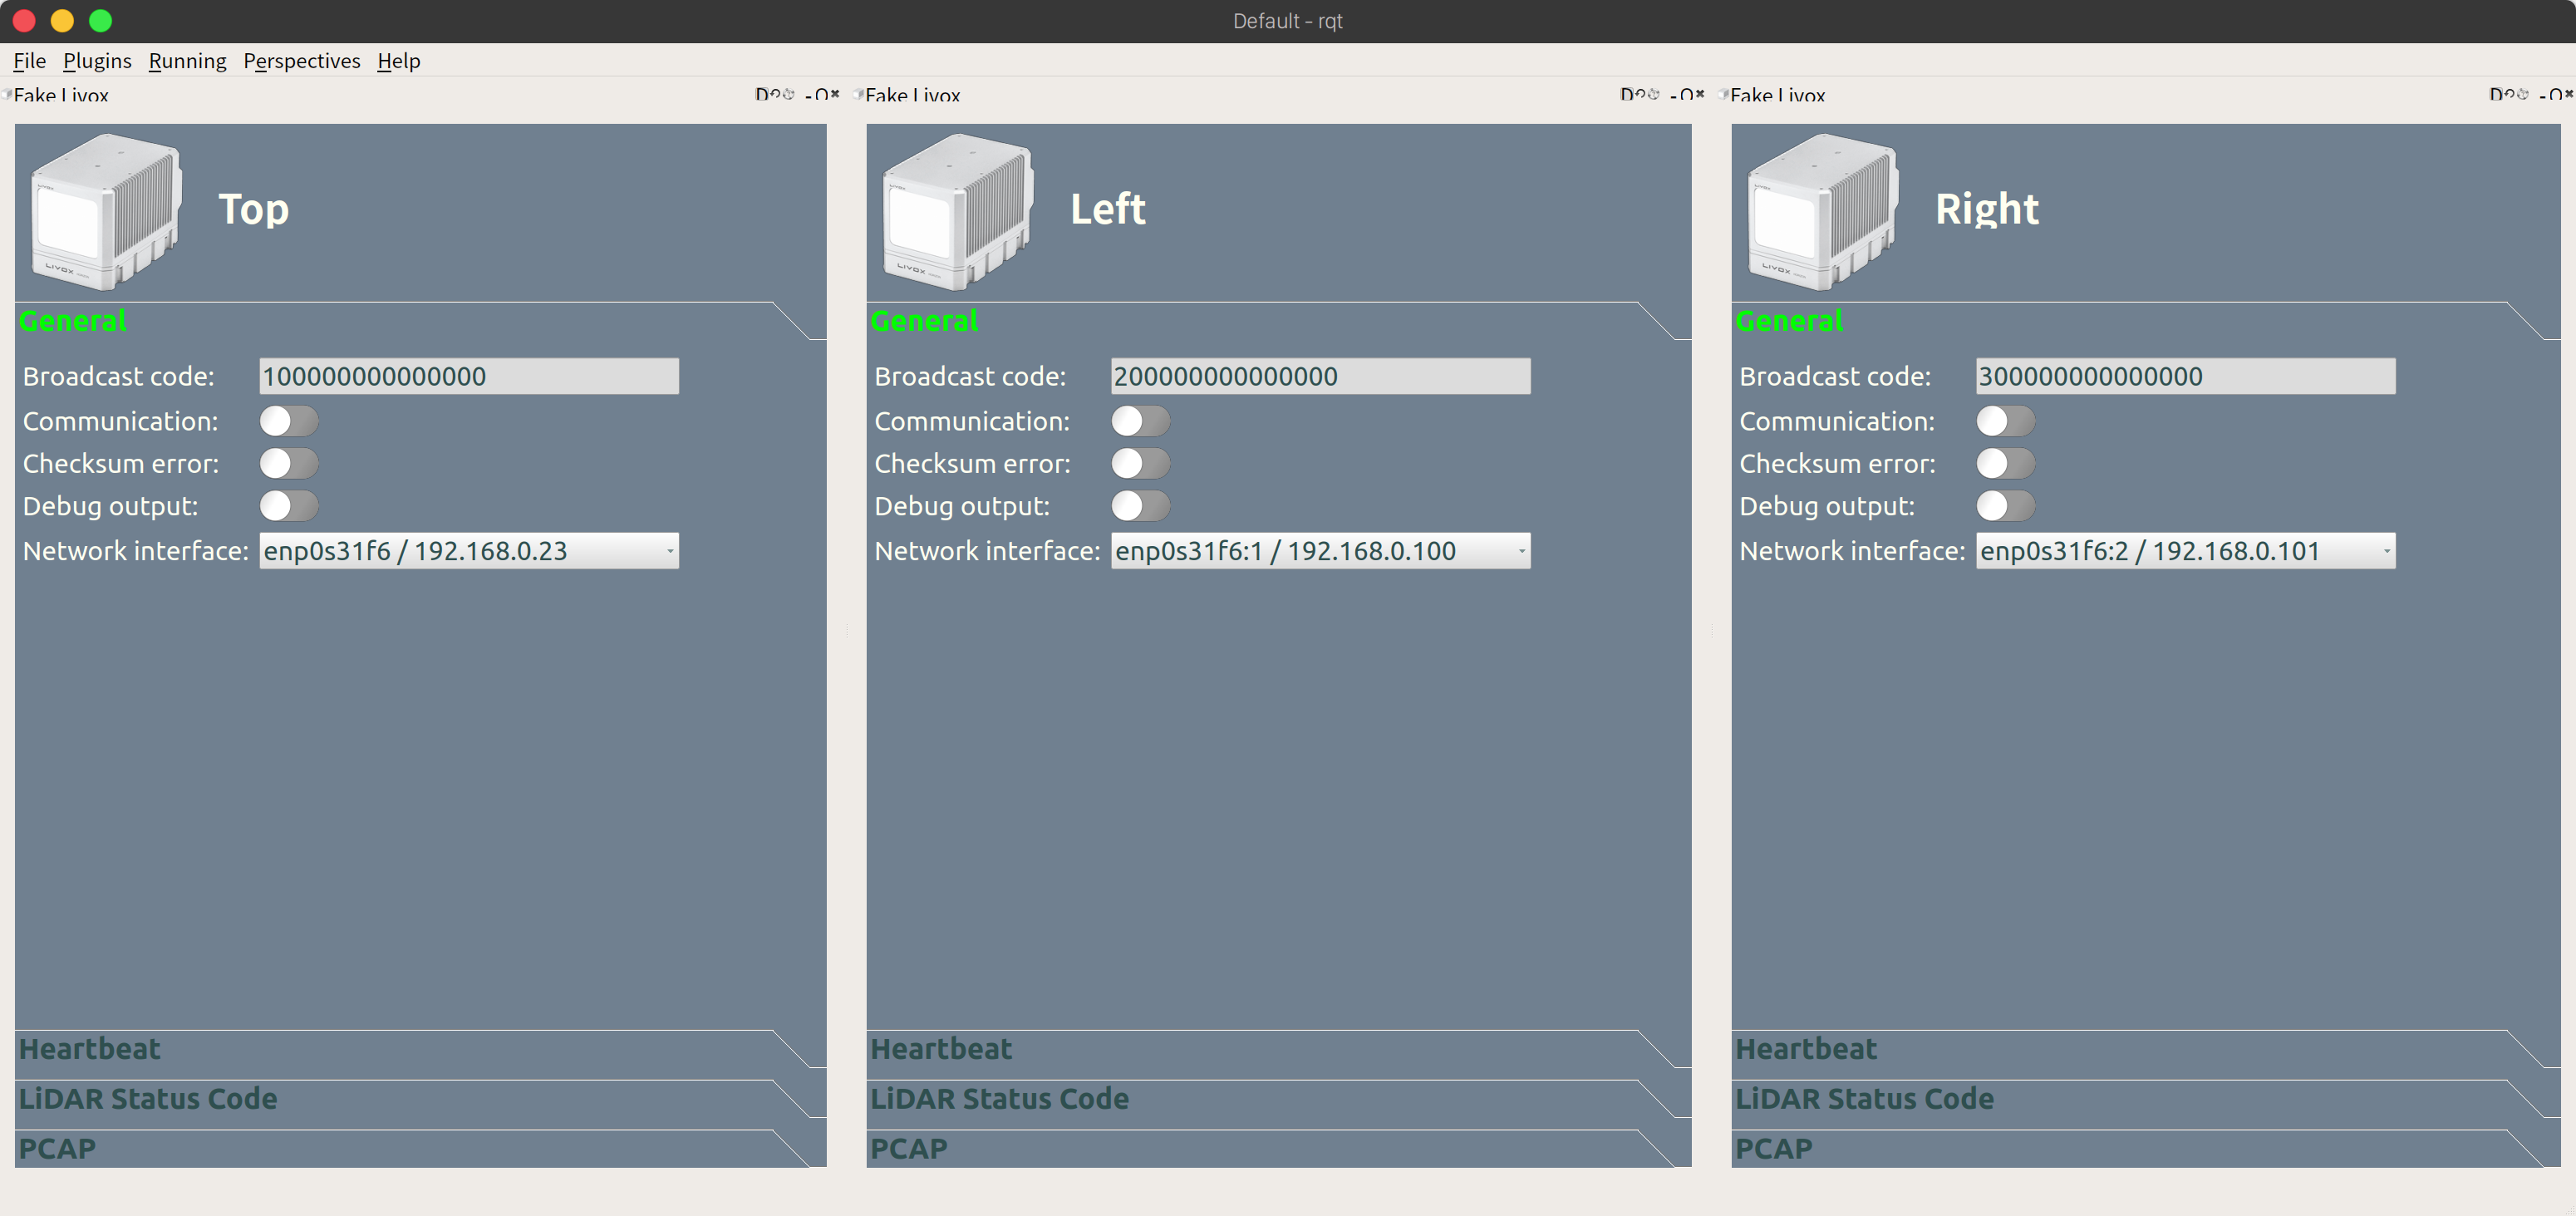 Default - rqt
File Plugins Running Perspectives Help
Fake Livox
D
Fake Livox
D
Fake Livox
D
LIVOX
Top
LIVOX
Left
LIVOX
Right
General
Broadcast code: 100000000000000
Communication:
Checksum error:
Debug output:
Network interface: enp0s31f6 / 192.168.0.23
Heartbeat
LiDAR Status Code
PCAP
General
Broadcast code: 200000000000000
Communication:
Checksum error:
Debug output:
Network interface: enp0s31f6:1 / 192.168.0.100
Heartbeat
LiDAR Status Code
PCAP
General
Broadcast code: 300000000000000
Communication:
Checksum error:
Debug output:
Network interface: enp0s31f6:2 / 192.168.0.101
Heartbeat
LiDAR Status Code
PCAP